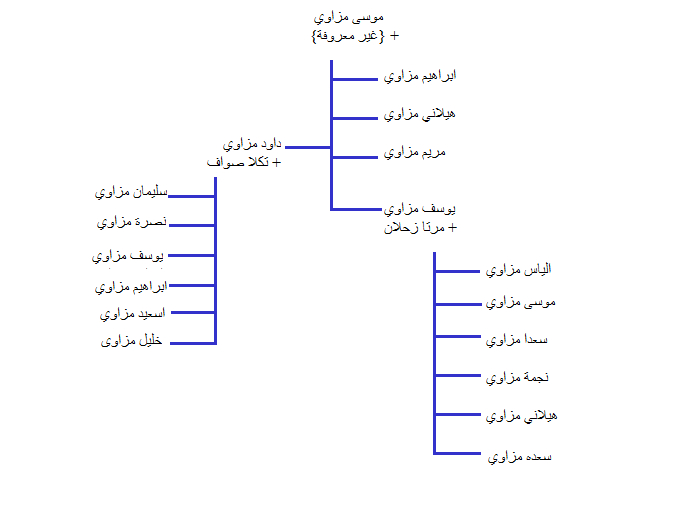 موسى مزاوي
+ {غير معروفة}
ابراهيم مزاوي
هيلاني مزاوي
مريم مزاوي
داود مزاوي
+ تكلا صواف
سليمان مزاوي
نصرة مزاوي
يوسف مزاوي
ابراهيم مزاوي
اسعيد مزاوي
خليل مزاوي
يوسف مزاوي
+ مرتا زحلان
الياس مزاوي
موسى مزاوي
سعدا مزاوي
نجمة مزاوي
هيلاني مزاوي
سعده مزاوي